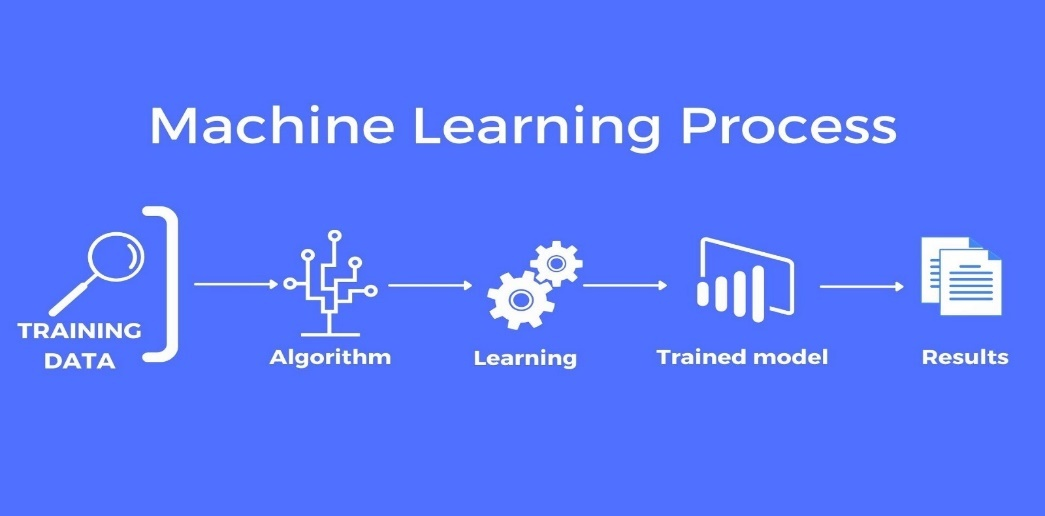 Machine Learning Process
TRAINING
DATA
Algorithm
Learning
Trained model
Results